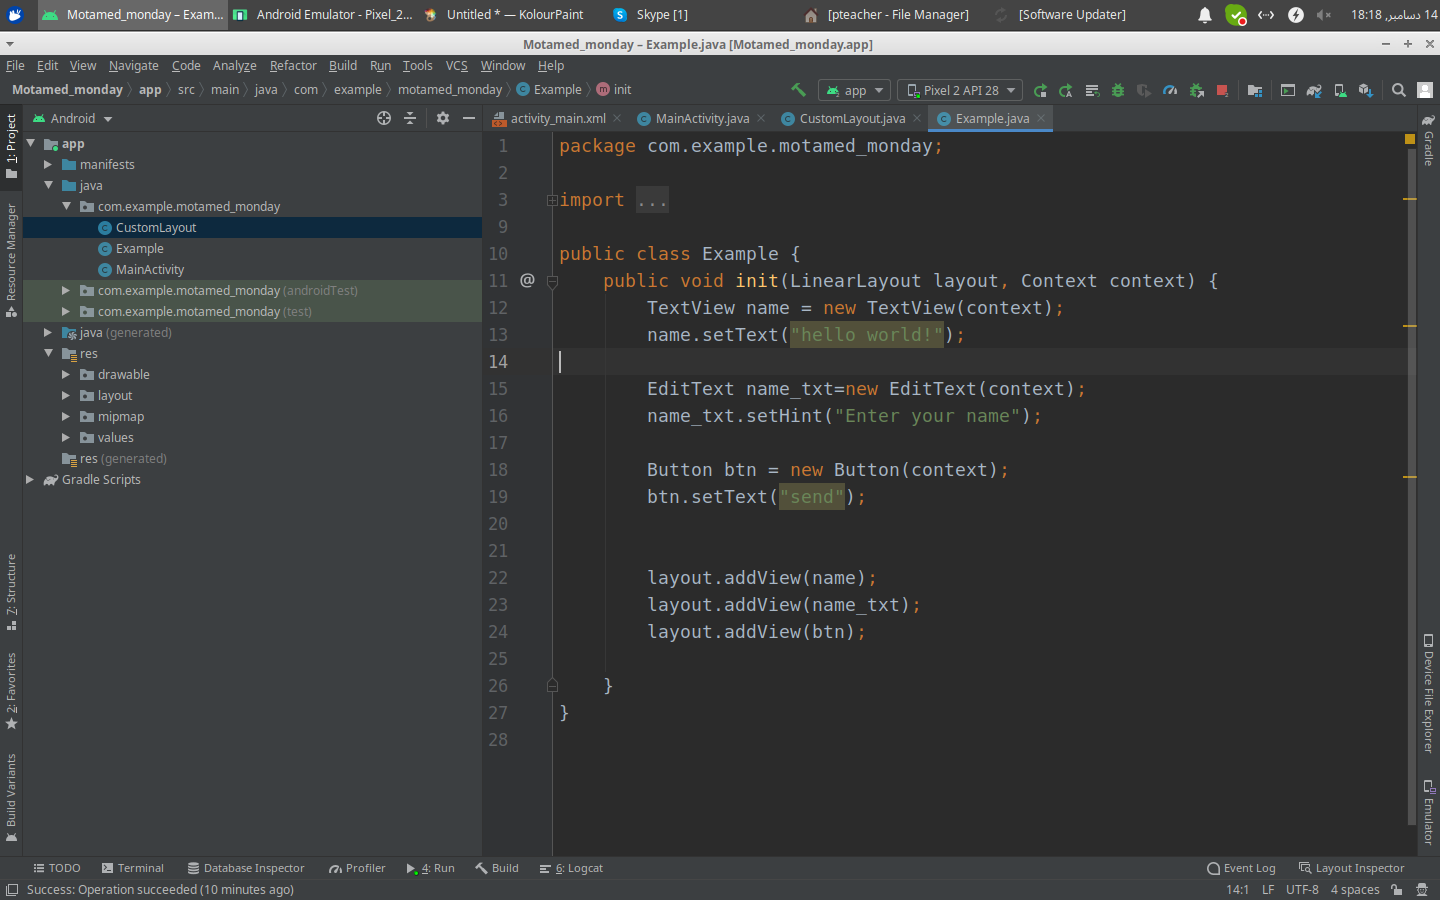 Motamed_monday – Exam...
Android Emulator - Pixel_2...
Untitled * — KolourPaint
Skype [1]
[pteacher - File Manager]
[Software Updater]
18:18 ,14 دسامبر
Motamed_monday – Example.java [Motamed_monday.app]
File Edit View Navigate Code Analyze Refactor Build Run Tools VCS Window Help
Motamed_monday app src main java com example motamed_monday Example init
app
Pixel 2 API 28
Android
activity_main.xml
MainActivity.java
CustomLayout.java
Example.java
1: Project
Resource Manager
7: Structure
2: Favorites
Build Variants
app
manifests
java
com.example.motamed_monday
CustomLayout
Example
MainActivity
com.example.motamed_monday (androidTest)
com.example.motamed_monday (test)
java (generated)
res
drawable
layout
mipmap
values
res (generated)
Gradle Scripts
1 package com.example.motamed_monday;
2
3 import ...
9
10 public class Example {
11 @ public void init(LinearLayout layout, Context context) {
12 TextView name = new TextView(context);
13 name.setText("hello world!");
14
15 EditText name_txt=new EditText(context);
16 name_txt.setHint("Enter your name");
17
18 Button btn = new Button(context);
19 btn.setText("send");
20
21
22 layout.addView(name);
23 layout.addView(name_txt);
24 layout.addView(btn);
25
26 }
27 }
28
Gradle
Device File Explorer
Emulator
TODO Terminal Database Inspector Profiler 4: Run Build 6: Logcat Event Log Layout Inspector
Success: Operation succeeded (10 minutes ago) 14:1 LF UTF-8 4 spaces